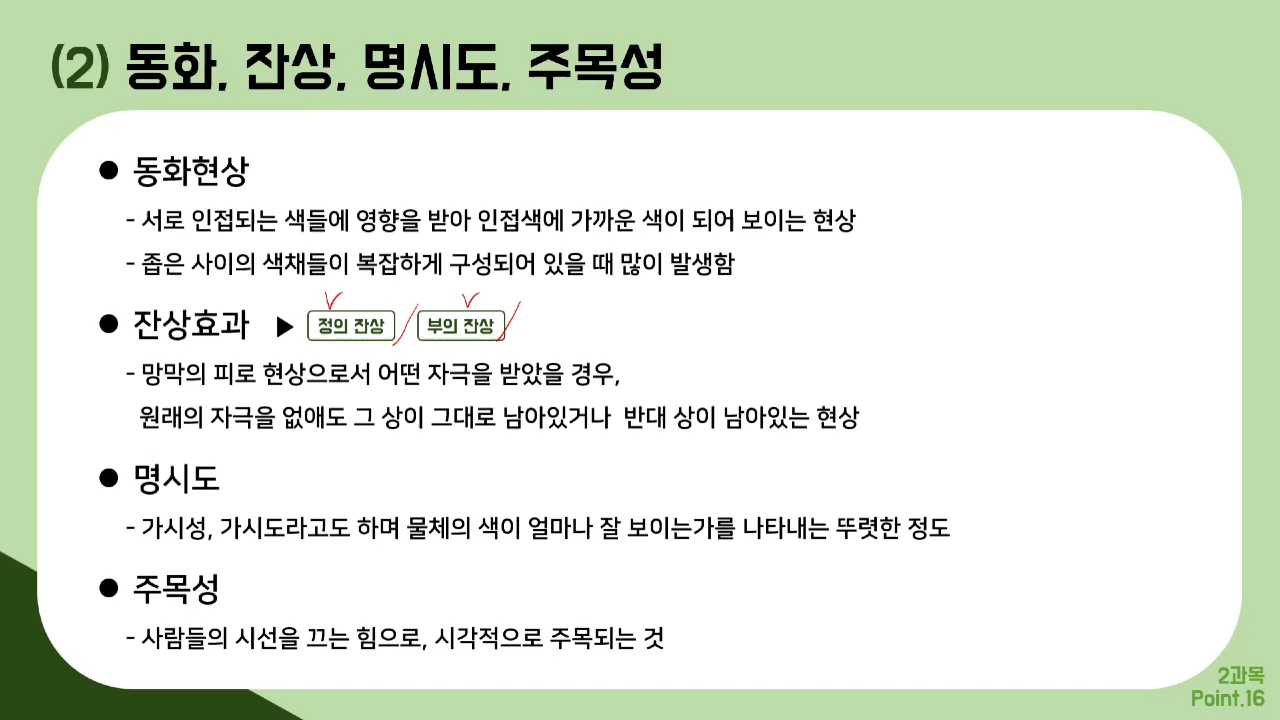 (2) 동화, 잔상, 명시도, 주목성
● 동화현상
- 서로 인접되는 색들에 영향을 받아 인접색에 가까운 색이 되어 보이는 현상
- 좁은 사이의 색채들이 복잡하게 구성되어 있을 때 많이 발생함
● 잔상효과 ▶ 정의 잔상 부의 잔상
- 망막의 피로 현상으로서 어떤 자극을 받았을 경우,
원래의 자극을 없애도 그 상이 그대로 남아있거나 반대 상이 남아있는 현상
● 명시도
- 가시성, 가시도라고도 하며 물체의 색이 얼마나 잘 보이는가를 나타내는 뚜렷한 정도
● 주목성
- 사람들의 시선을 끄는 힘으로, 시각적으로 주목되는 것
2과목
Point.16